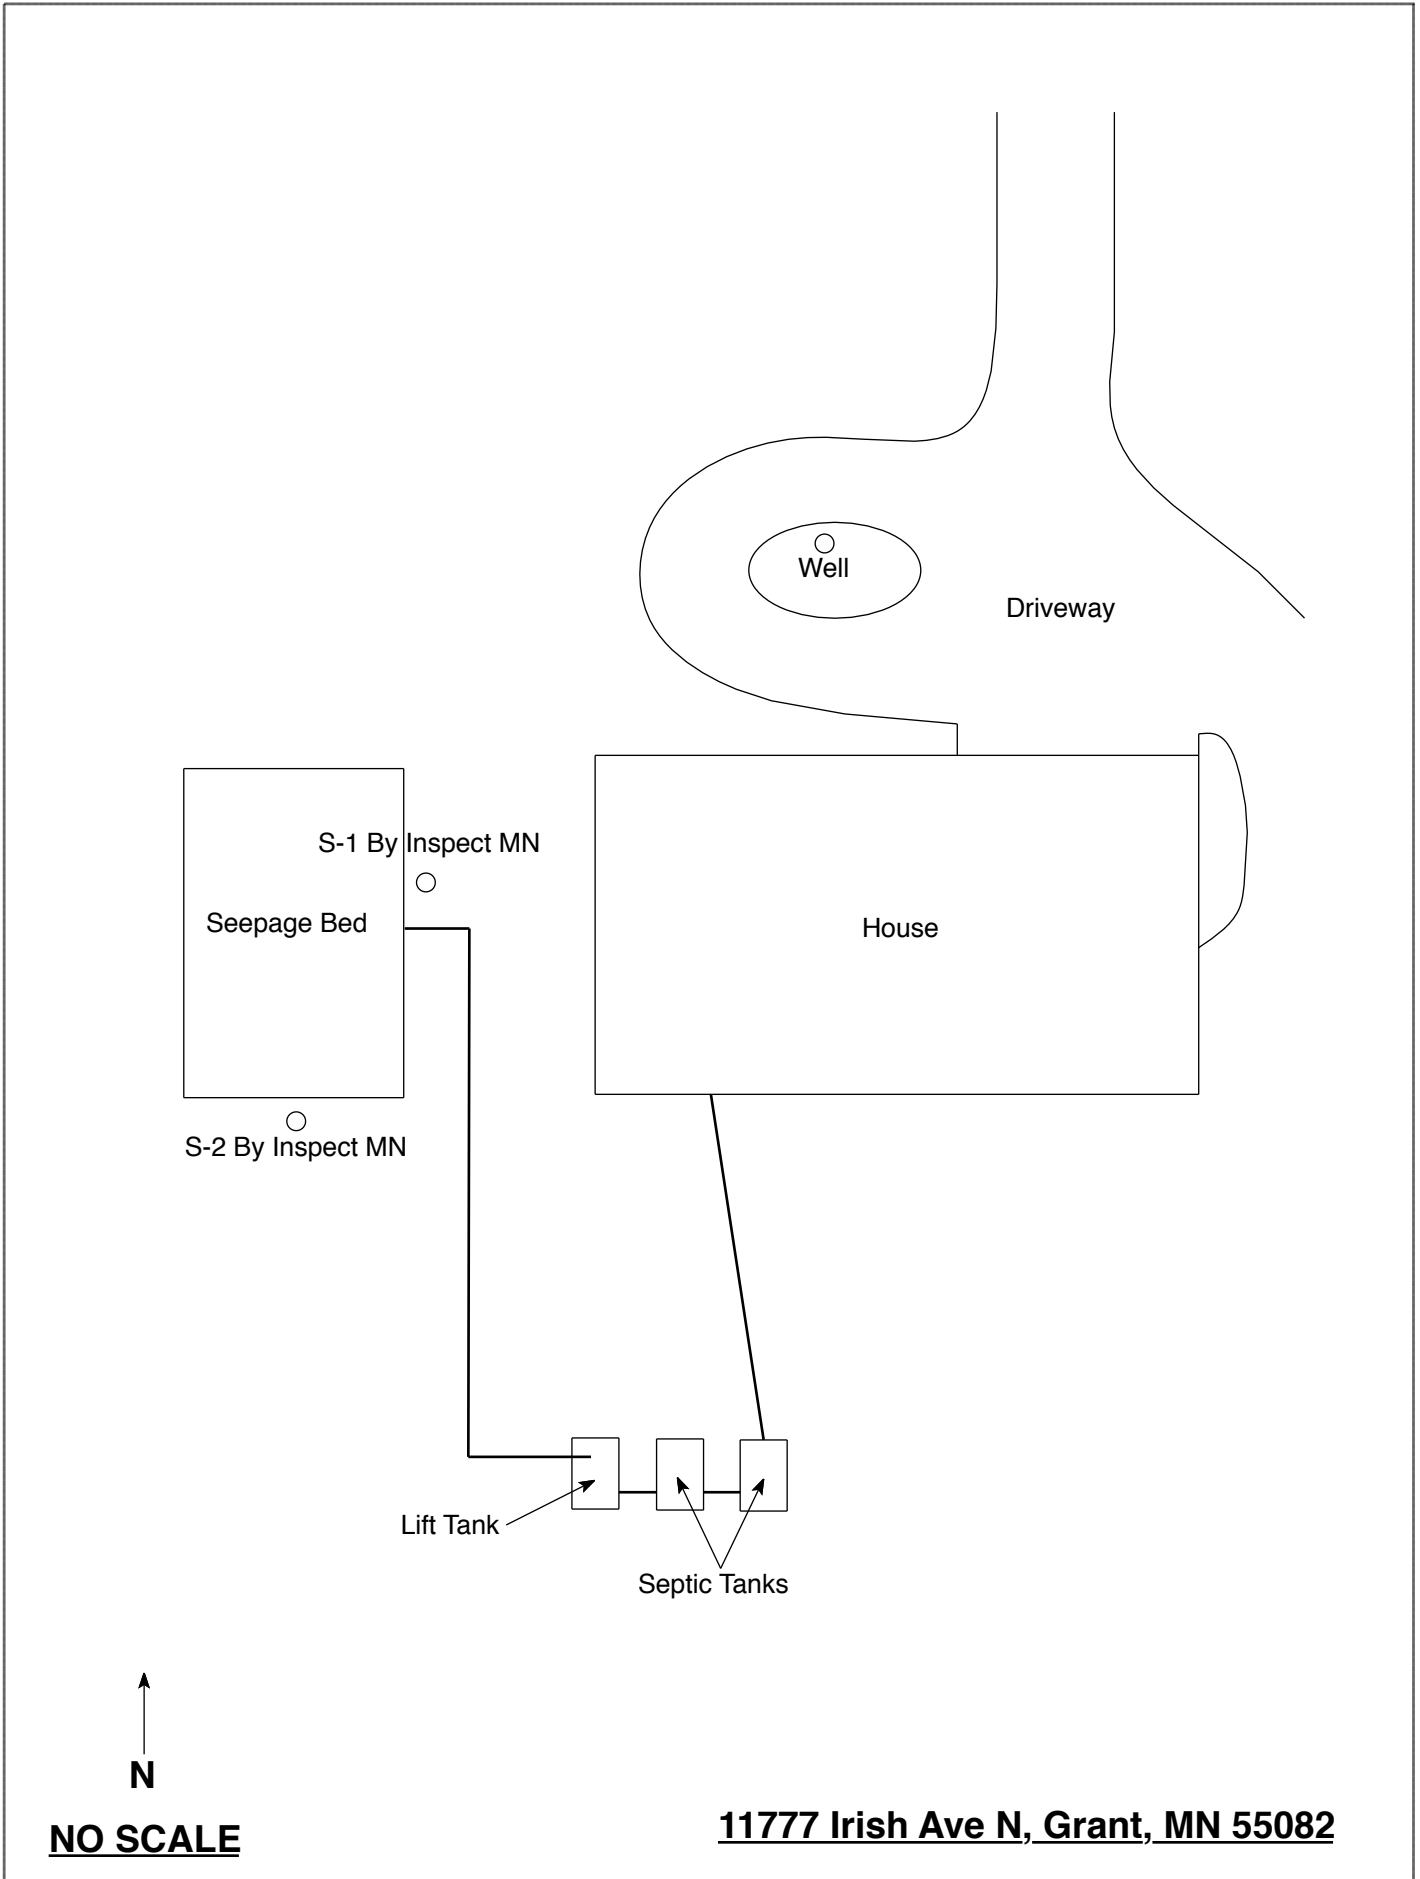 Well
Driveway
S-1 By Inspect MN
Seepage Bed
House
S-2 By Inspect MN
Lift Tank
Septic Tanks
N
NO SCALE
11777 Irish Ave N, Grant, MN 55082